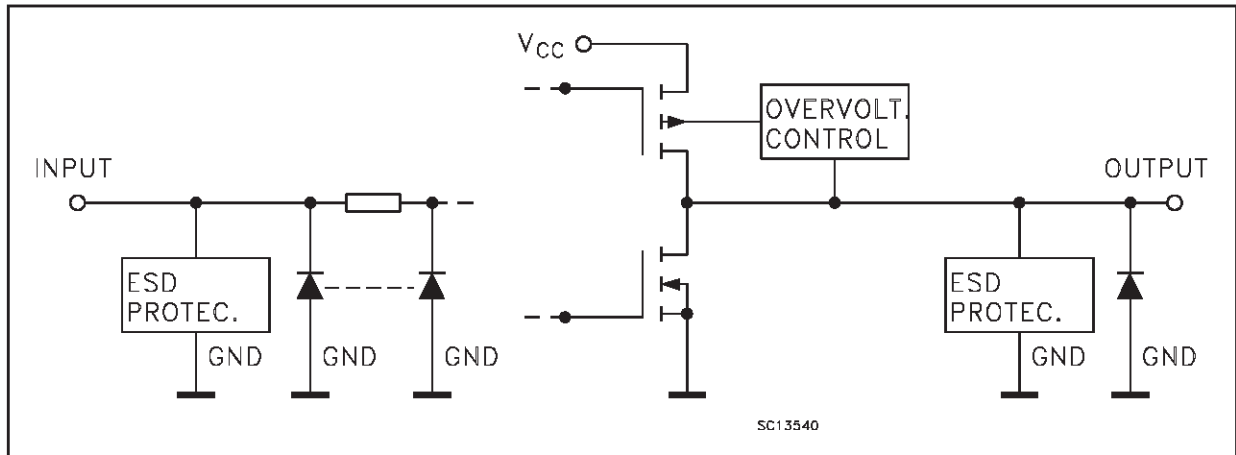 VCC
OVERVOLT.
CONTROL
INPUT
OUTPUT
ESD
PROTEC.
ESD
PROTEC.
GND
GND
GND
GND
GND
SC13540